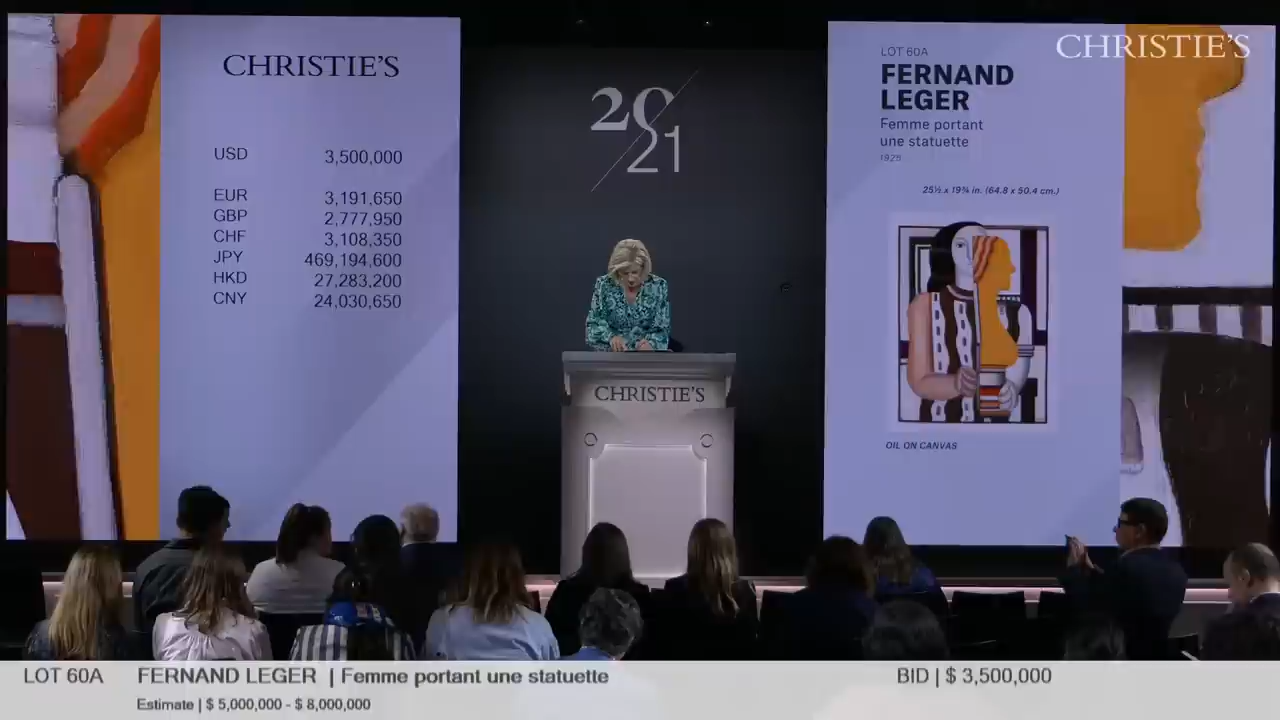 CHRISTIE'S
USD 3,500,000
EUR 3,191,650
GBP 2,777,950
CHF 3,108,350
JPY 469,194,600
HKD 27,283,200
CNY 24,030,650
20/21
CHRISTIE'S
LOT 60A
CHRISTIE'S
FERNAND
LEGER
Femme portant
une statuette
1925
25½ x 19¾ in. (64.8 x 50.4 cm.)
OIL ON CANVAS
LOT 60A FERNAND LEGER | Femme portant une statuette BID | $ 3,500,000
Estimate | $ 5,000,000 - $ 8,000,000